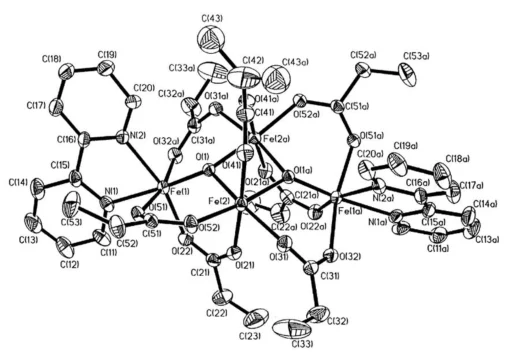 C(43)
C(42)
C(43a)
C(52a)
C(53a)
C(33a)
C(18)
C(19)
C(32a)
O(31a)
O(41a)
C(41)
C(17)
C(20)
O(52a)
C(51a)
C(16)
N(2)
C(31a)
O(32a)
Fe(2a)
O(51a)
C(19a)
C(20a)
C(18a)
C(15)
O(1)
O(41)
O(21a)
O(1a)
C(14)
N(1)
Fe(1)
Fe(2)
C(21a)
Fe(1a)
N(2a)
C(16a)
C(17a)
C(53)
O(51)
C(22a)
O(22a)
C(14a)
C(13)
C(52)
C(51)
O(52)
N(1a)
C(15a)
C(12)
C(11)
O(22)
O(31)
O(32)
C(11a)
C(13a)
C(21)
O(21)
C(31)
C(22)
C(23)
C(32)
C(33)